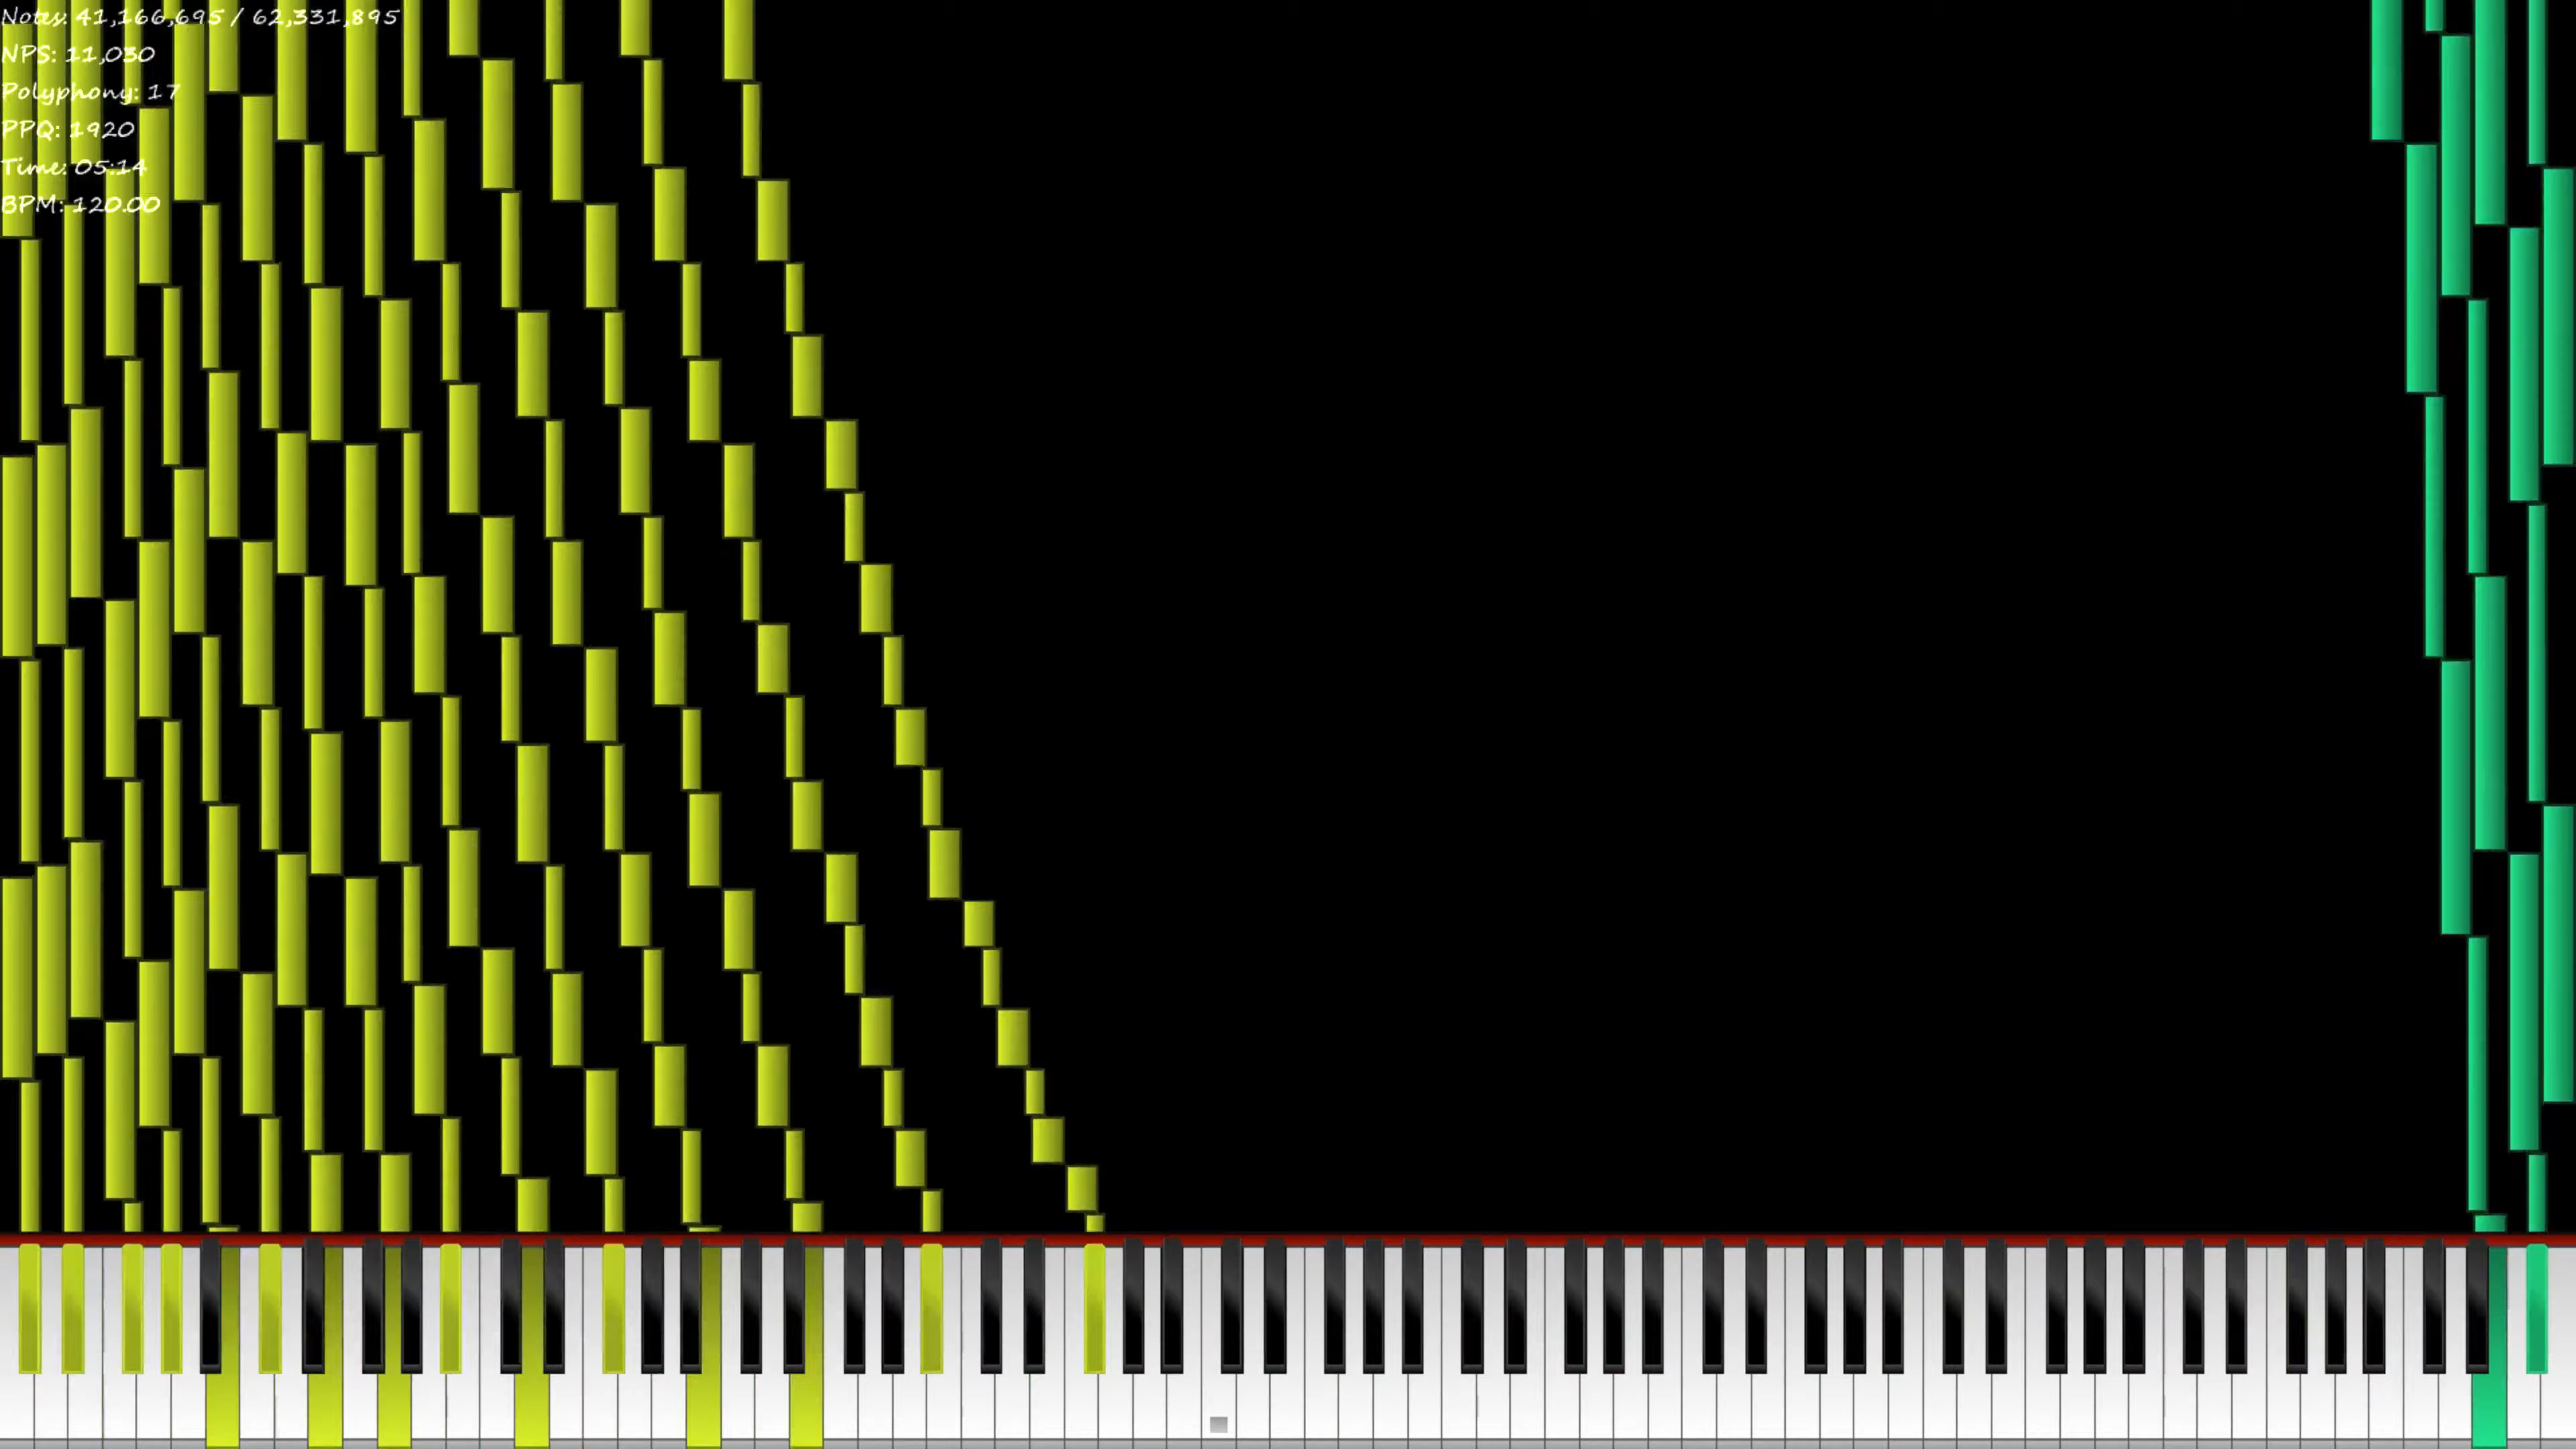 Notes: 41,166,695 / 62,331,895
NPS: 11,030
Polyphony: 17
PPQ: 1920
Time: 05:14
BPM: 120.00